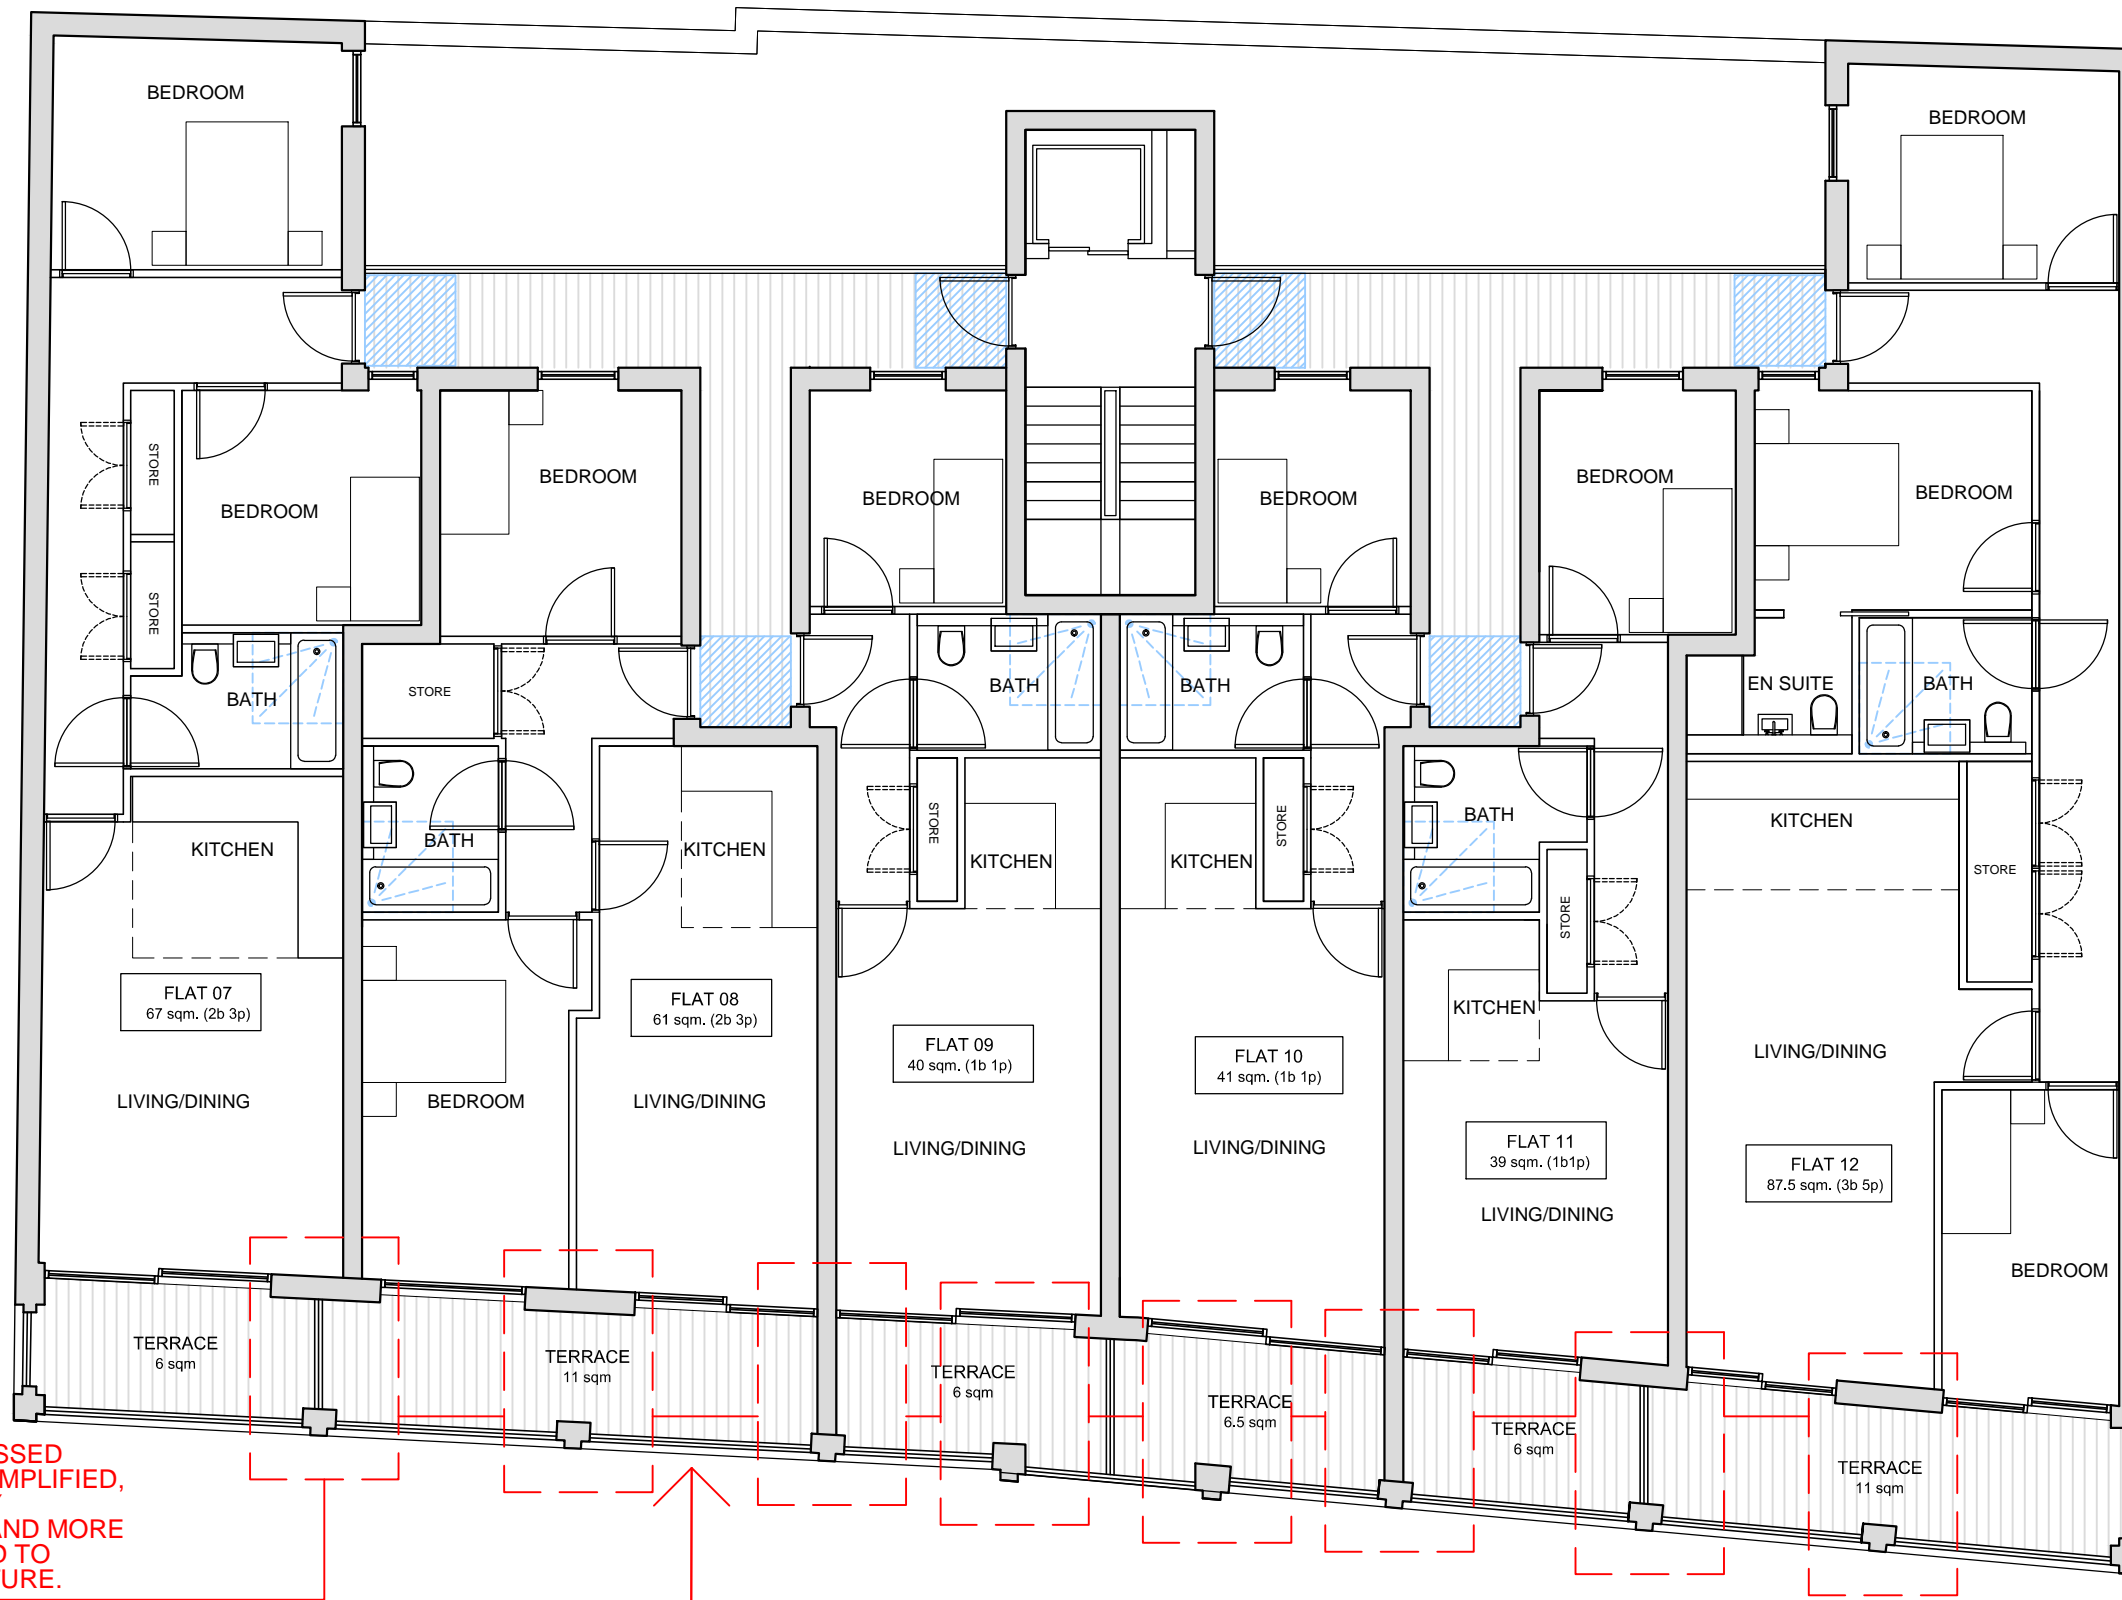 BEDROOM
BEDROOM
STORE
STORE
BEDROOM
BEDROOM
BEDROOM
BEDROOM
BEDROOM
BEDROOM
BATH
STORE
BATH
BATH
EN SUITE
BATH
KITCHEN
BATH
KITCHEN
STORE
KITCHEN
KITCHEN
STORE
BATH
STORE
KITCHEN
STORE
KITCHEN
FLAT 07
67 sqm. (2b 3p)
FLAT 08
61 sqm. (2b 3p)
FLAT 09
40 sqm. (1b 1p)
FLAT 10
41 sqm. (1b 1p)
LIVING/DINING
LIVING/DINING
BEDROOM
LIVING/DINING
LIVING/DINING
LIVING/DINING
FLAT 11
39 sqm. (1b1p)
FLAT 12
87.5 sqm. (3b 5p)
LIVING/DINING
BEDROOM
TERRACE
6 sqm
TERRACE
11 sqm
TERRACE
6 sqm
TERRACE
6.5 sqm
TERRACE
6 sqm
TERRACE
11 sqm
SSED
MPLIFIED,
AND MORE
TO
TURE.